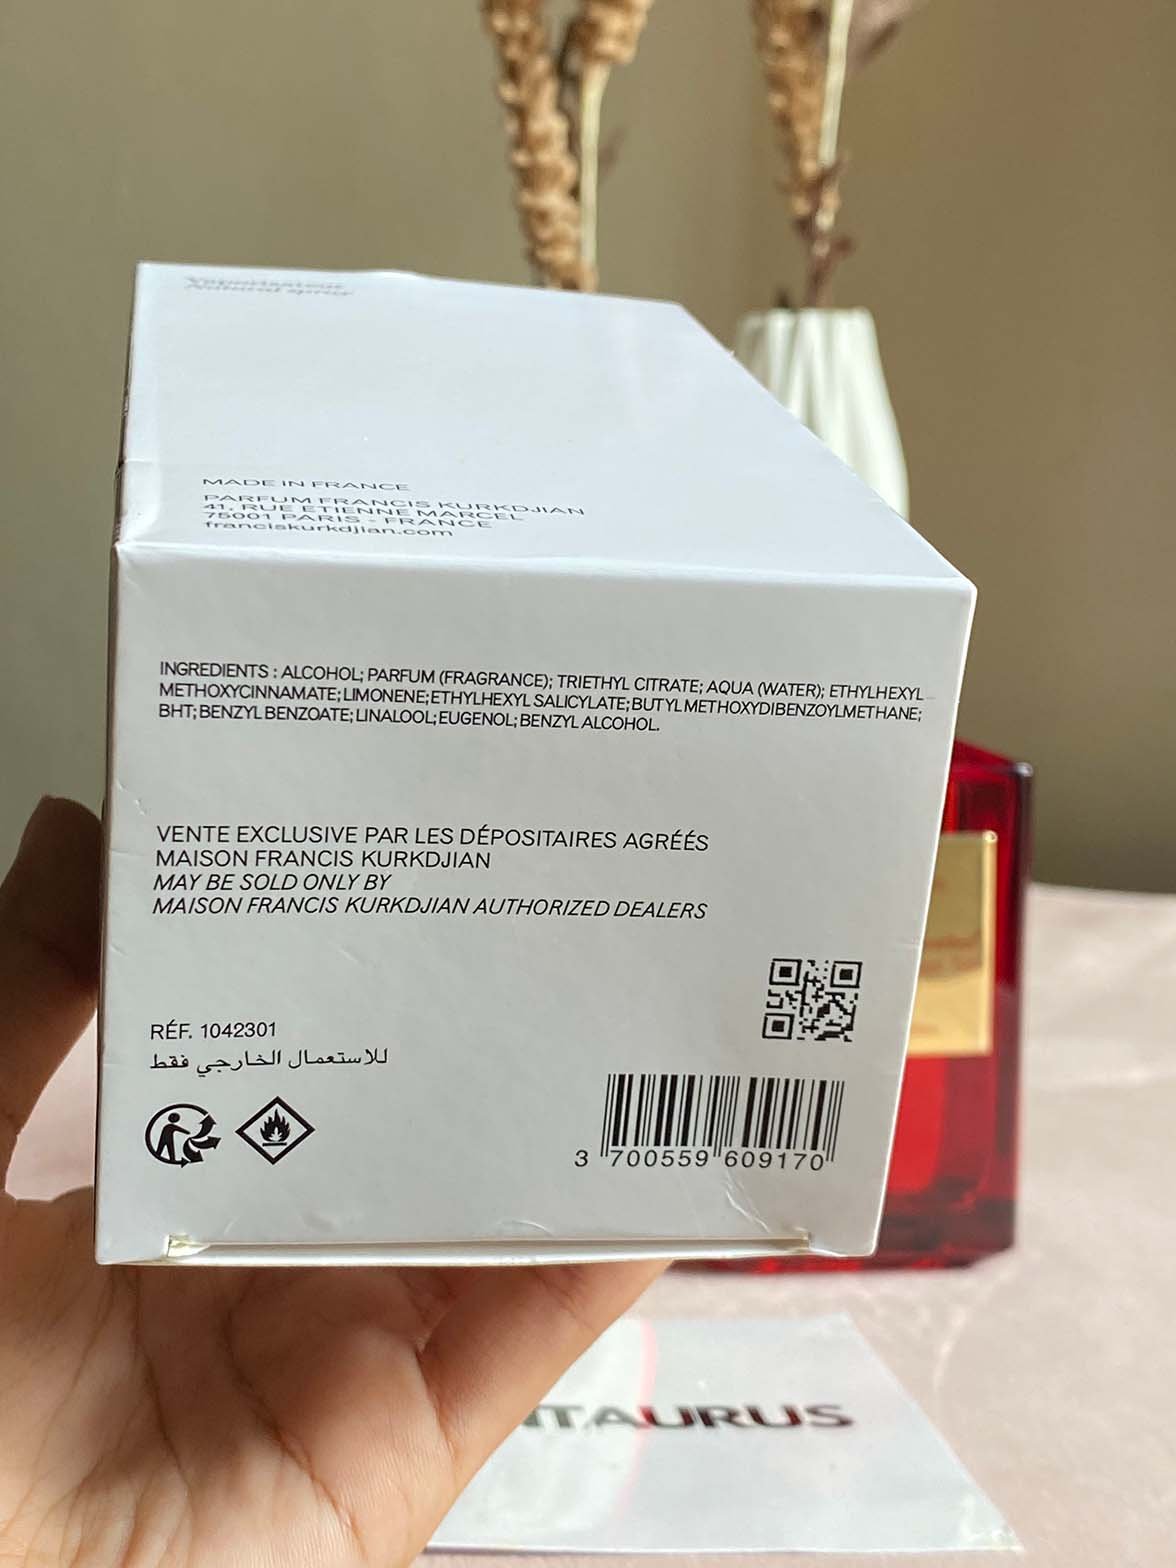 Vaporisateur
Natural spray
MADE IN FRANCE
PARFUM FRANCIS KURKDJIAN
41, RUE ETIENNE MARCEL
75001 PARIS - FRANCE
franciskurkdjian.com
INGREDIENTS : ALCOHOL; PARFUM (FRAGRANCE); TRIETHYL CITRATE; AQUA (WATER); ETHYLHEXYL
METHOXYCINNAMATE; LIMONENE; ETHYLHEXYL SALICYLATE; BUTYL METHOXYDIBENZOYLMETHANE;
BHT; BENZYL BENZOATE; LINALOOL; EUGENOL; BENZYL ALCOHOL.
VENTE EXCLUSIVE PAR LES DÉPOSITAIRES AGRÉÉS
MAISON FRANCIS KURKDJIAN
MAY BE SOLD ONLY BY
MAISON FRANCIS KURKDJIAN AUTHORIZED DEALERS
RÉF. 1042301
للاستعمال الخارجي فقط
3 700559 609170
TAURUS